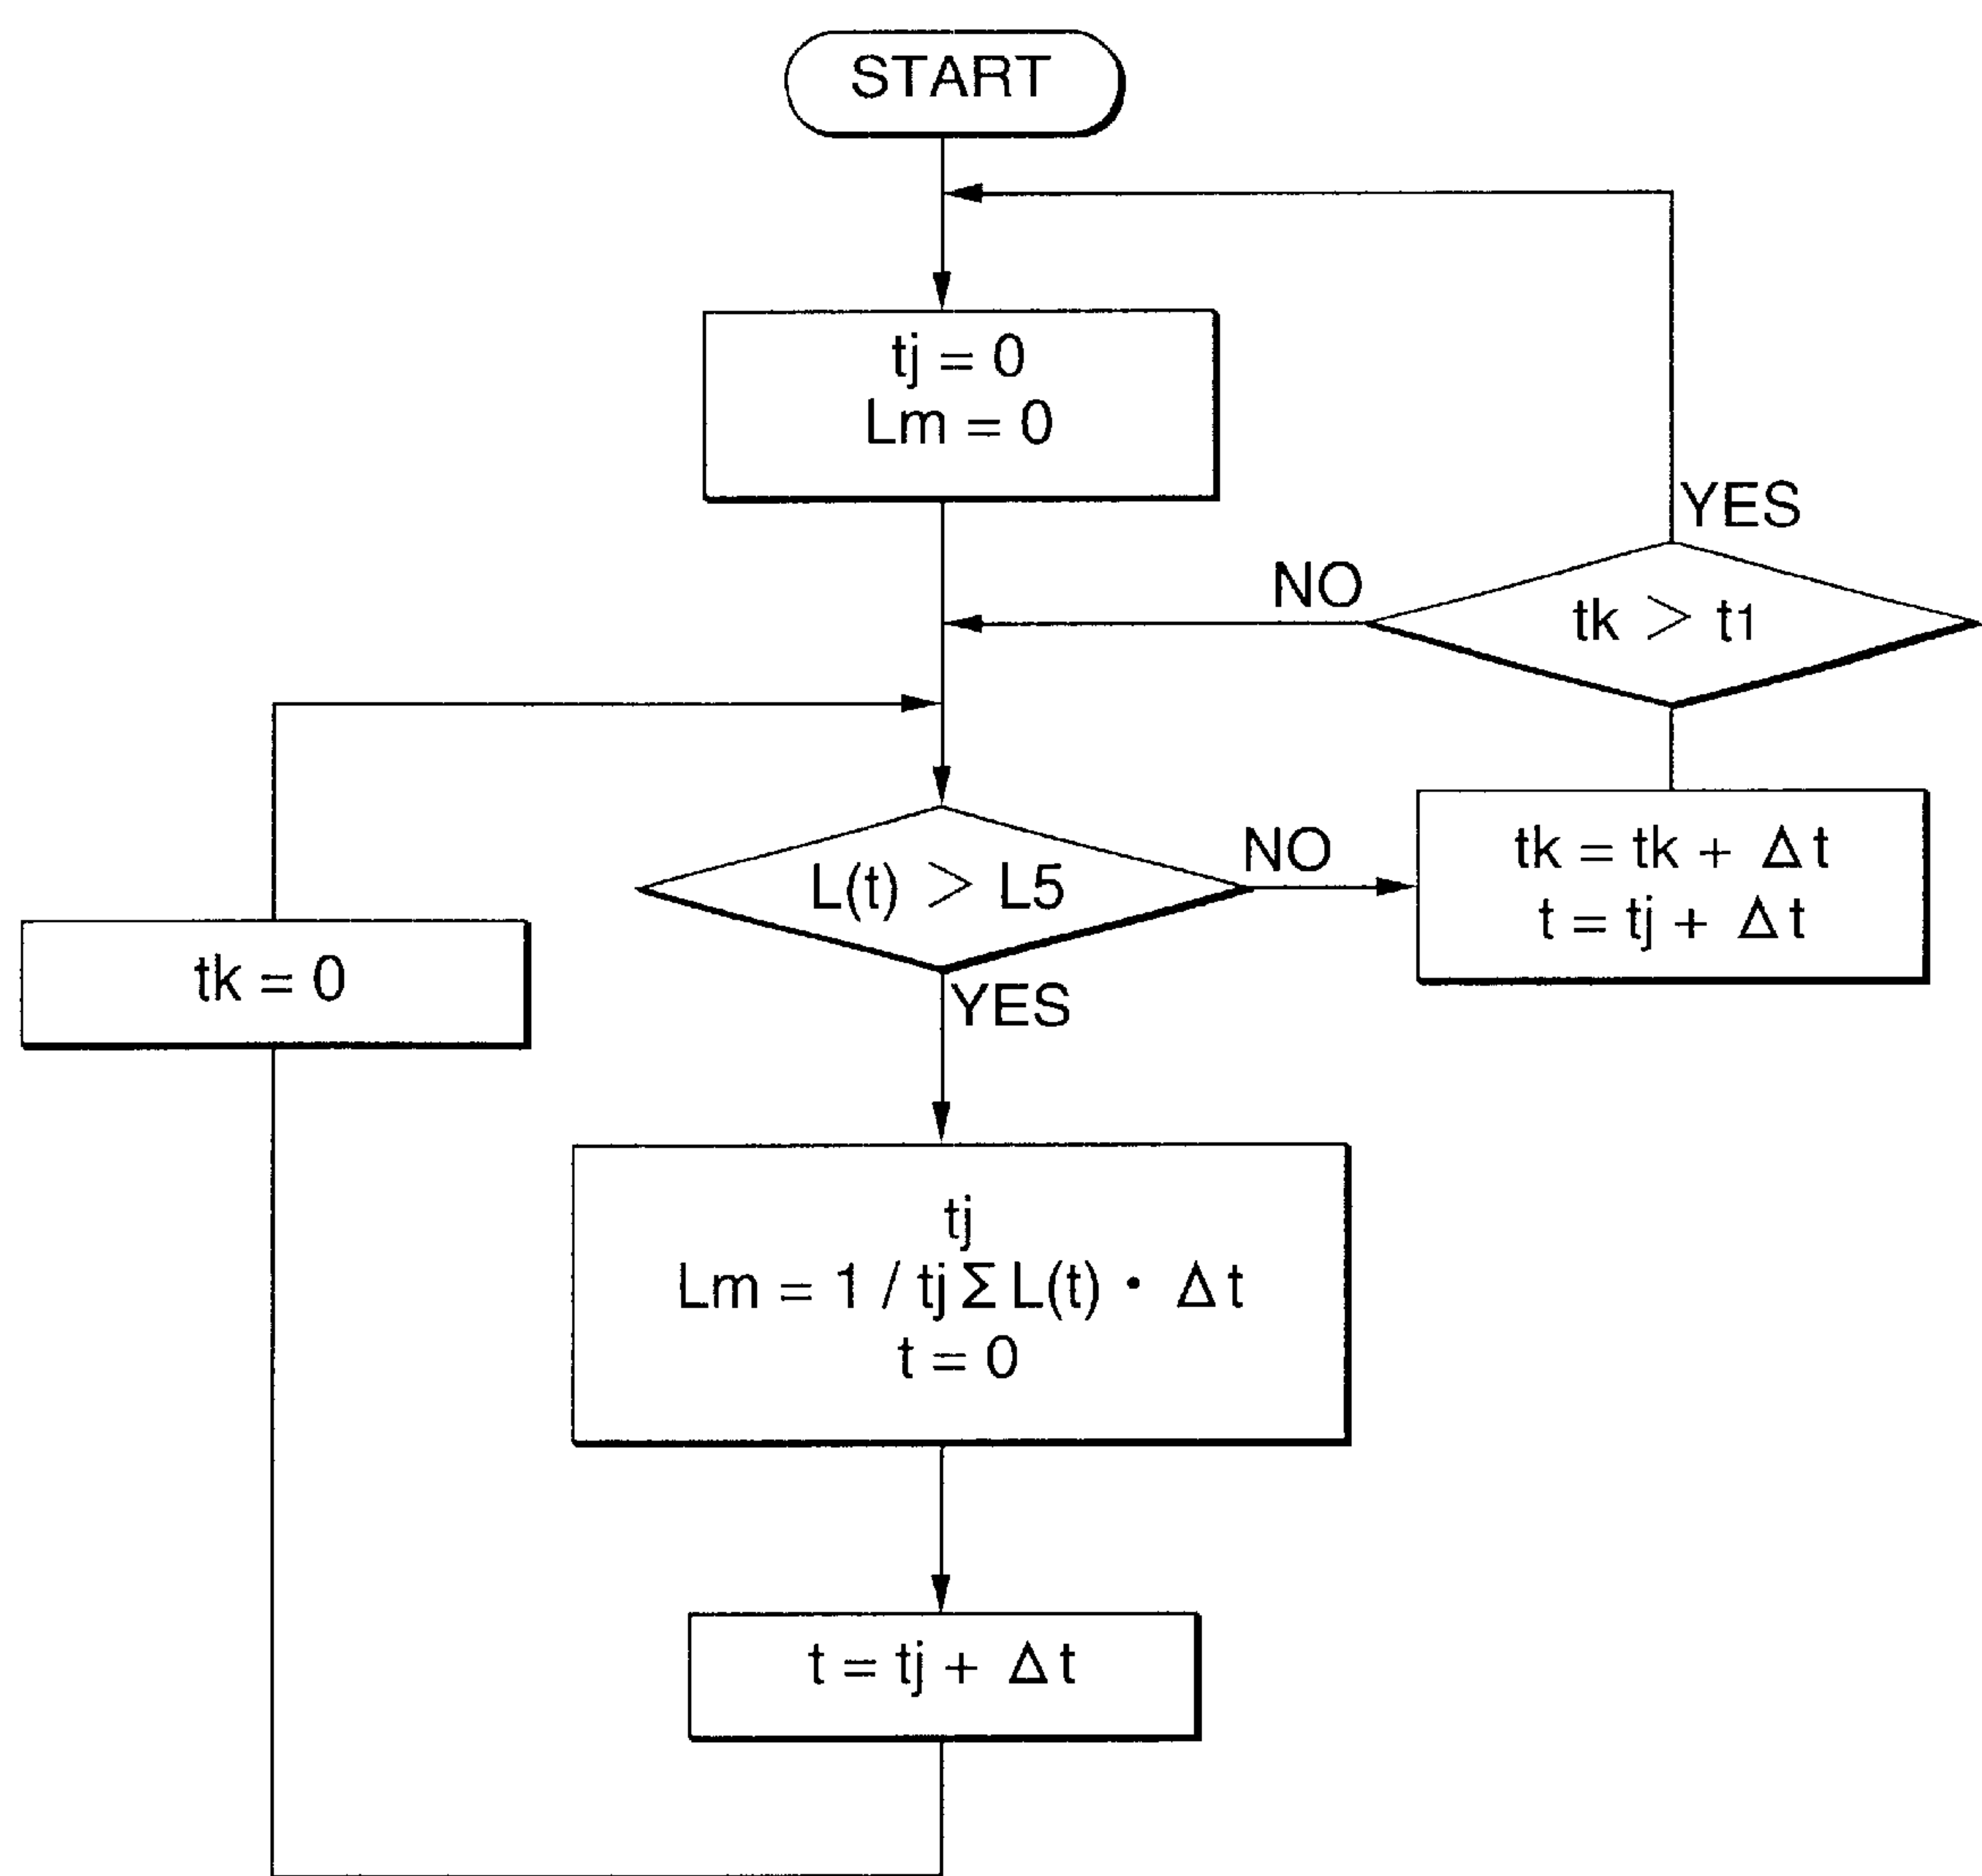 START
tj = 0
Lm = 0
YES
NO
tk > t1
L(t) > L5
NO
tk = tk + Δt
t = tj + Δt
tk = 0
YES
tj
Lm = 1 / tj Σ L(t) • Δt
t = 0
t = tj + Δt